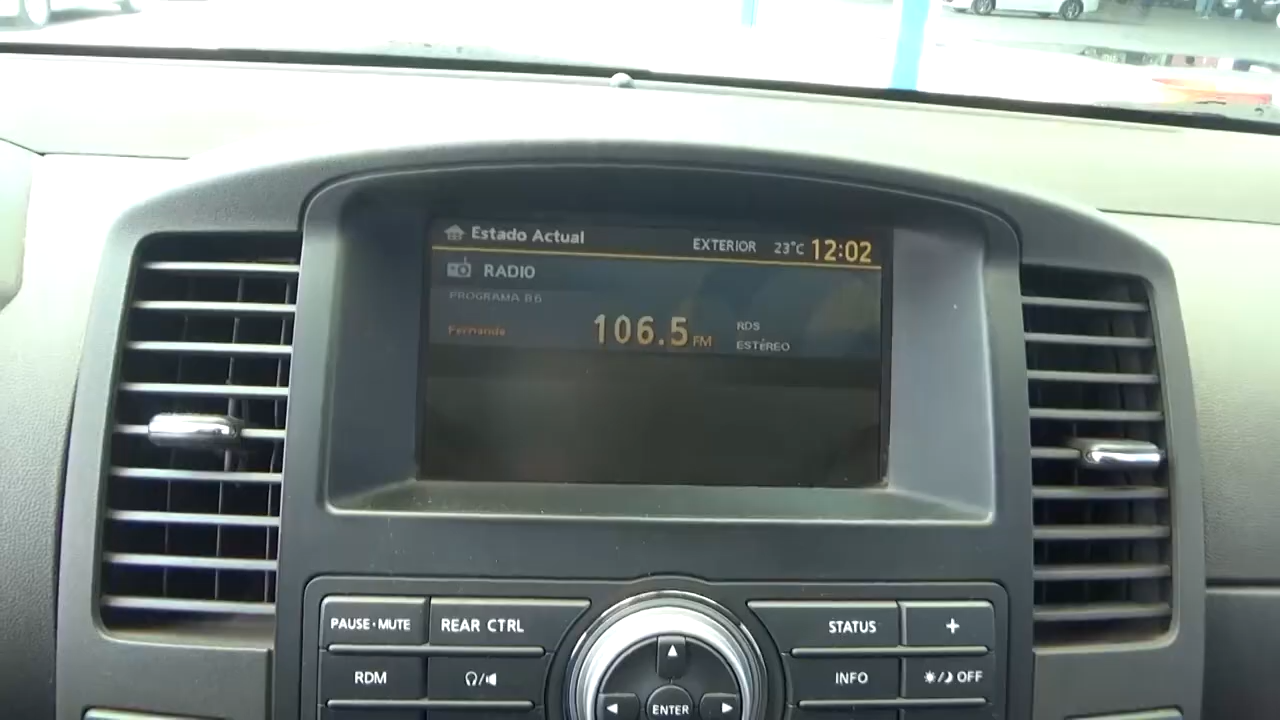 Estado Actual
EXTERIOR 23°C 12:02
RADIO
PROGRAMA B6
Fernanda 106.5 FM RDS
ESTÉREO
PAUSE·MUTE REAR CTRL STATUS +
RDM INFO OFF
ENTER